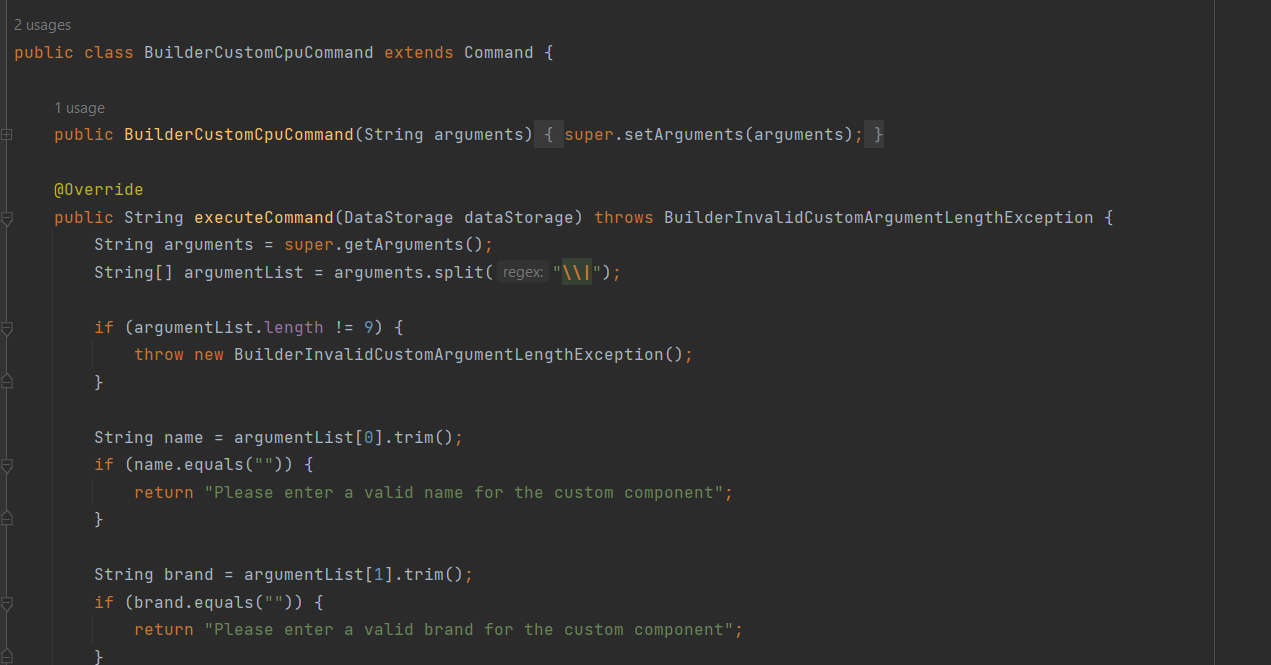 2 usages
public class BuilderCustomCpuCommand extends Command {
1 usage
public BuilderCustomCpuCommand(String arguments) { super.setArguments(arguments); }
@Override
public String executeCommand(DataStorage dataStorage) throws BuilderInvalidCustomArgumentLengthException {
String arguments = super.getArguments();
String[] argumentList = arguments.split( regex: "\\|");
if (argumentList.length != 9) {
throw new BuilderInvalidCustomArgumentLengthException();
}
String name = argumentList[0].trim();
if (name.equals("")) {
return "Please enter a valid name for the custom component";
}
String brand = argumentList[1].trim();
if (brand.equals("")) {
return "Please enter a valid brand for the custom component";
}